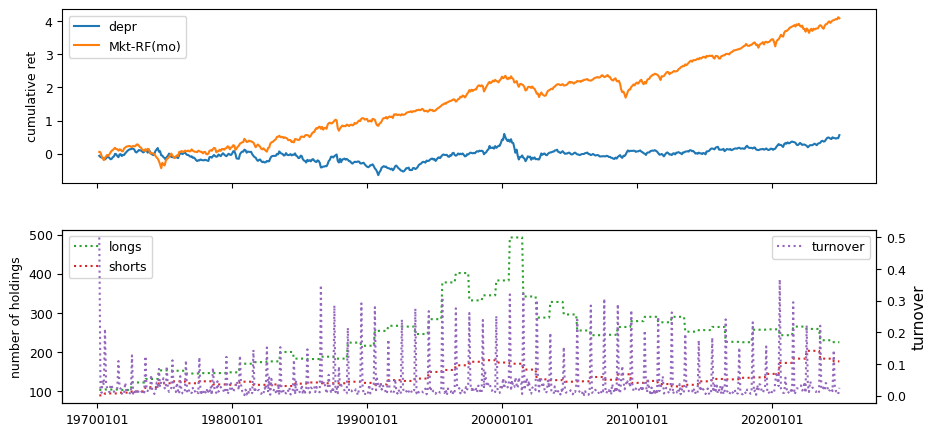 4
3
2
1
0
cumulative ret
depr
Mkt-RF(mo)
500
400
300
200
100
number of holdings
longs
shorts
turnover
0.5
0.4
0.3
0.2
0.1
0.0
turnover
19700101
19800101
19900101
20000101
20100101
20200101